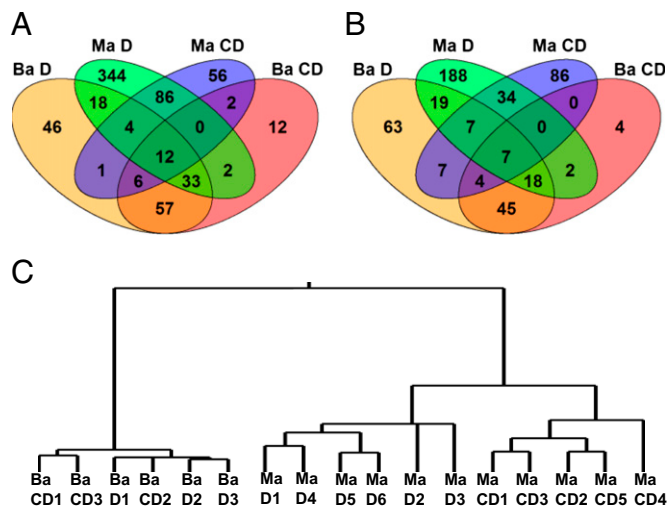 A
B
Ma D Ma CD
Ba D Ba CD
344 56
18 86 2
46 4 0 12
12
1 2
6 33
57
Ma D Ma CD
Ba D Ba CD
188 86
19 34 0
63 7 0 4
7
7 2
4 18
45
C
Ba Ba Ba Ba Ba Ba Ma Ma Ma Ma Ma Ma Ma Ma Ma Ma Ma
CD1 CD3 D1 CD2 D2 D3 D1 D4 D5 D6 D2 D3 CD1 CD3 CD2 CD5 CD4